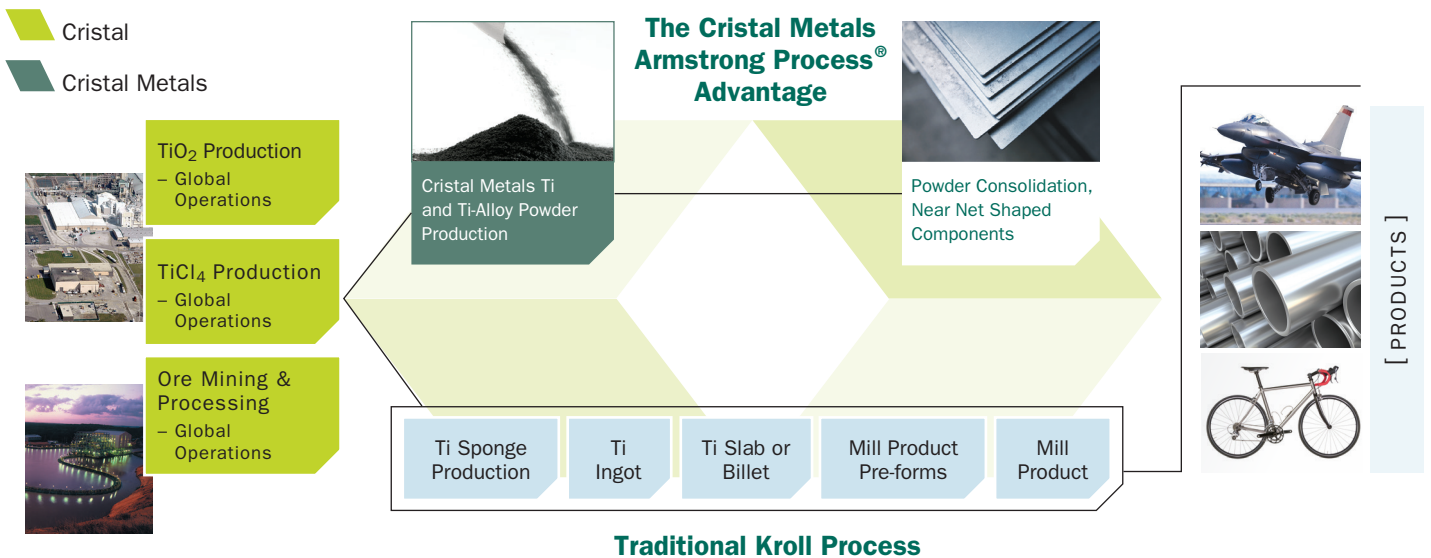 Cristal
Cristal Metals
The Cristal Metals
Armstrong Process®
Advantage
TiO₂ Production
– Global
Operations
TiCl₄ Production
– Global
Operations
Ore Mining &
Processing
– Global
Operations
Cristal Metals Ti
and Ti-Alloy Powder
Production
Powder Consolidation,
Near Net Shaped
Components
Ti Sponge
Production
Ti
Ingot
Ti Slab or
Billet
Mill Product
Pre-forms
Mill
Product
Traditional Kroll Process
[ PRODUCTS ]